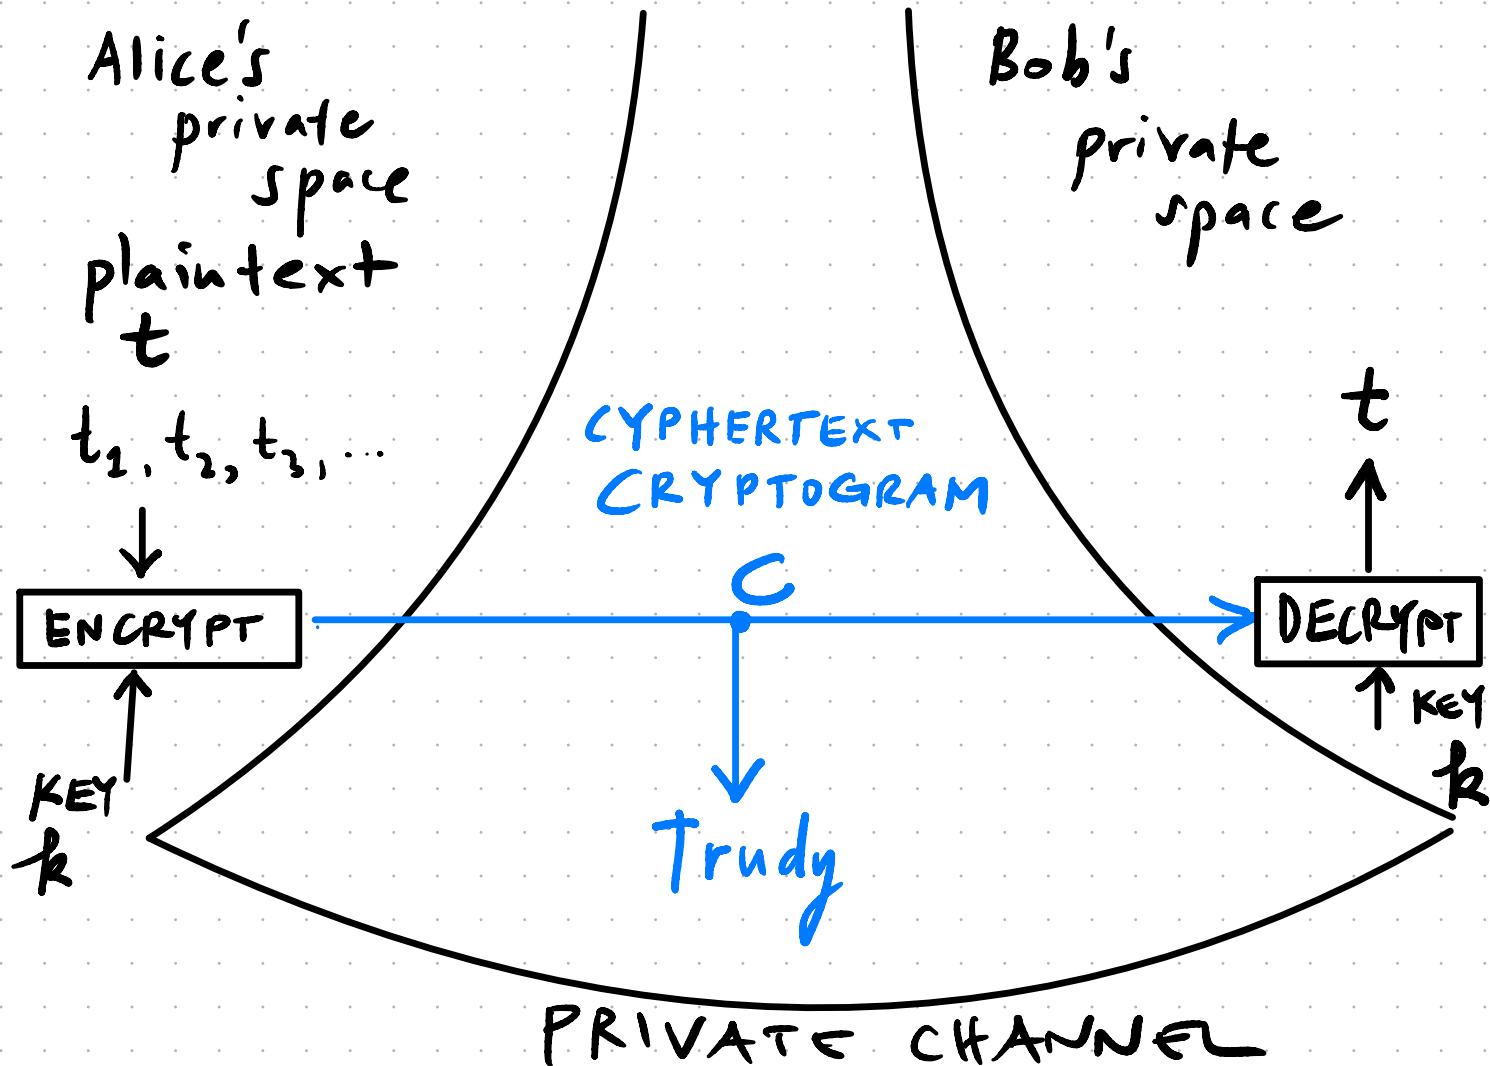 Alice's
private
space
plaintext
t
t₁, t₂, t₃, ...
ENCRYPT
KEY
k
CYPHERTEXT
CRYPTOGRAM
C
Trudy
Bob's
private
space
t
DECRYPT
KEY
k
PRIVATE CHANNEL